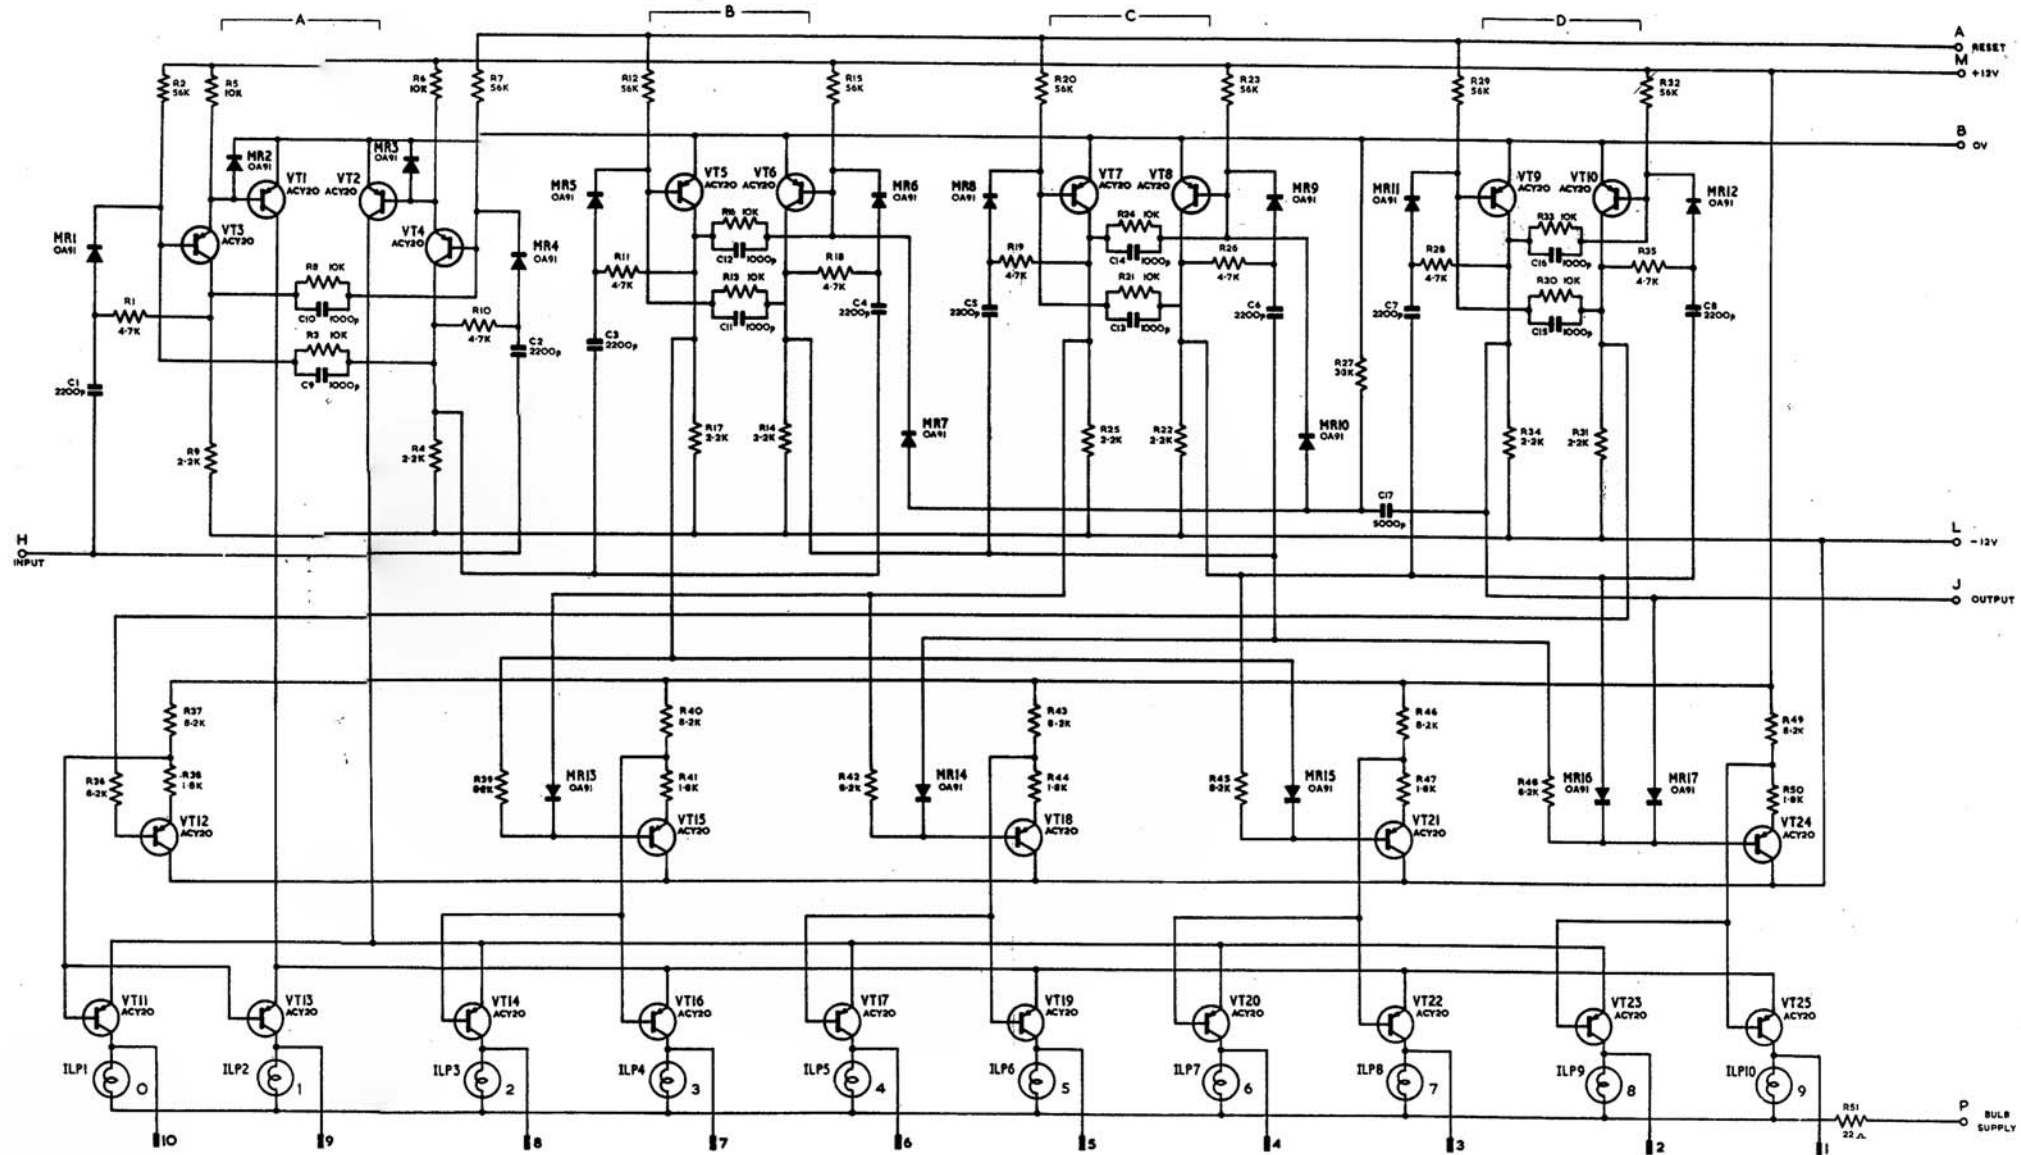 A
B
C
D
A
RESET
M
+12V
R2
56K
R5
10K
R6
10K
R7
56K
R12
56K
R15
56K
R20
56K
R23
56K
R29
56K
R32
56K
B
0V
MR2
OA91
MR3
OA91
VT1
ACY20
VT2
ACY20
MR5
OA91
VT5
ACY20
VT6
ACY20
MR6
OA91
MR8
OA91
VT7
ACY20
VT8
ACY20
MR9
OA91
MR11
OA91
VT9
ACY20
VT10
ACY20
MR12
OA91
MR1
OA91
VT3
ACY20
VT4
ACY20
MR4
OA91
R16 10K
C12 1000p
R24 10K
C14 1000p
R33 10K
C16 1000p
R8 10K
C10 1000p
R11
4·7K
R13 10K
C11 1000p
R18
4·7K
R19
4·7K
R21 10K
C13 1000p
R26
4·7K
R28
4·7K
R30 10K
C15 1000p
R35
4·7K
R1
4·7K
R3 10K
C9 1000p
R10
4·7K
C2
2200p
C3
2200p
C4
2200p
C5
2200p
C6
2200p
C7
2200p
C8
2200p
C1
2200p
R27
33K
R9
2·2K
R4
2·2K
R17
2·2K
R14
2·2K
MR7
OA91
R25
2·2K
R22
2·2K
MR10
OA91
R34
2·2K
R31
2·2K
C17
5000p
H
INPUT
L
-12V
J
OUTPUT
R37
8·2K
R40
8·2K
R43
8·2K
R46
8·2K
R49
8·2K
R36
8·2K
R38
1·8K
R39
8·2K
MR13
OA91
R41
1·8K
R42
8·2K
MR14
OA91
R44
1·8K
R45
8·2K
MR15
OA91
R47
1·8K
R48
8·2K
MR16
OA91
MR17
OA91
R50
1·8K
VT12
ACY20
VT15
ACY20
VT18
ACY20
VT21
ACY20
VT24
ACY20
VT11
ACY20
VT13
ACY20
VT14
ACY20
VT16
ACY20
VT17
ACY20
VT19
ACY20
VT20
ACY20
VT22
ACY20
VT23
ACY20
VT25
ACY20
ILP1
0
ILP2
1
ILP3
2
ILP4
3
ILP5
4
ILP6
5
ILP7
6
ILP8
7
ILP9
8
ILP10
9
R51
22Ω
P
BULB
SUPPLY
10
9
8
7
6
5
4
3
2
1